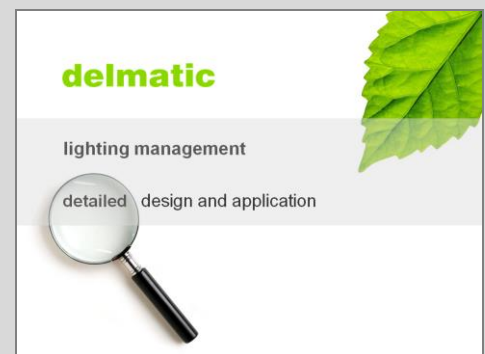 delmatic
lighting management
detailed design and application